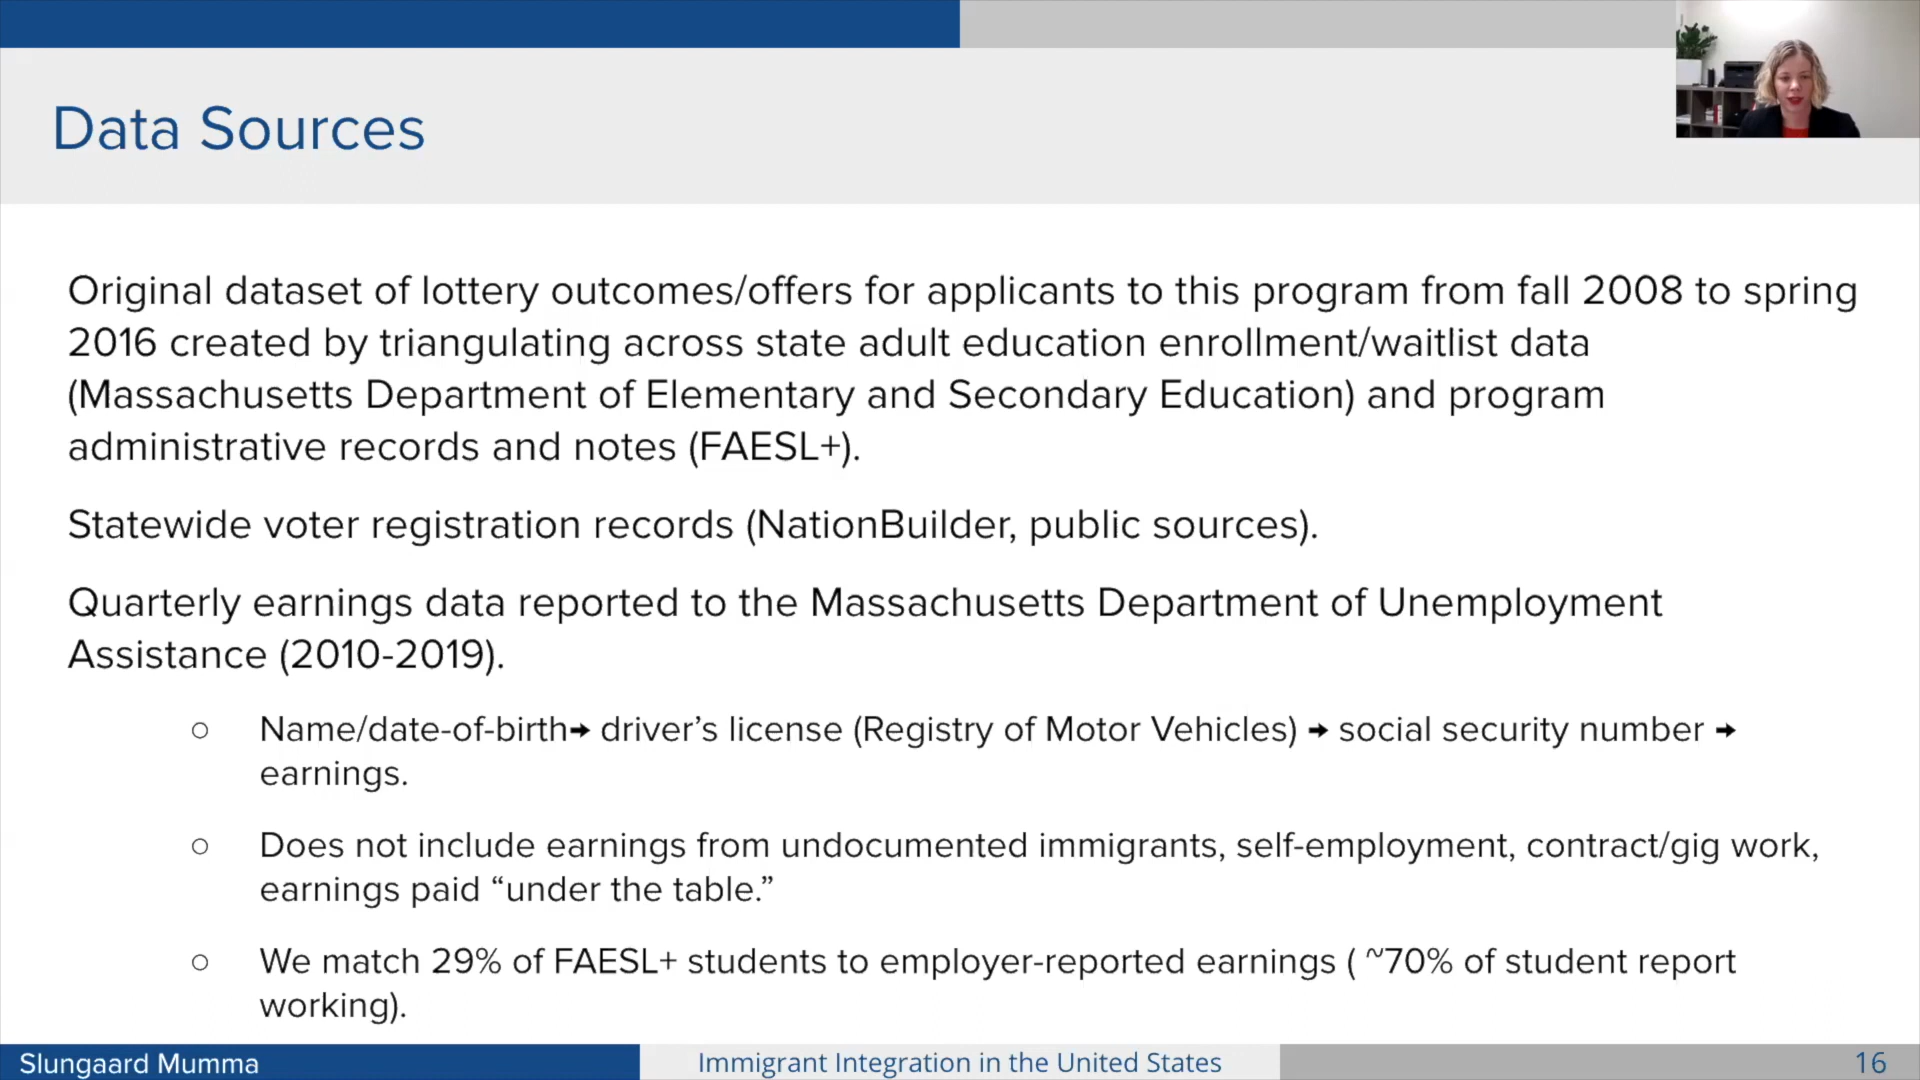 Data Sources
Original dataset of lottery outcomes/offers for applicants to this program from fall 2008 to spring
2016 created by triangulating across state adult education enrollment/waitlist data
(Massachusetts Department of Elementary and Secondary Education) and program
administrative records and notes (FAESL+).
Statewide voter registration records (NationBuilder, public sources).
Quarterly earnings data reported to the Massachusetts Department of Unemployment
Assistance (2010-2019).
○ Name/date-of-birth→ driver’s license (Registry of Motor Vehicles) → social security number →
earnings.
○ Does not include earnings from undocumented immigrants, self-employment, contract/gig work,
earnings paid “under the table.”
○ We match 29% of FAESL+ students to employer-reported earnings ( ~70% of student report
working).
Slungaard Mumma
Immigrant Integration in the United States
16